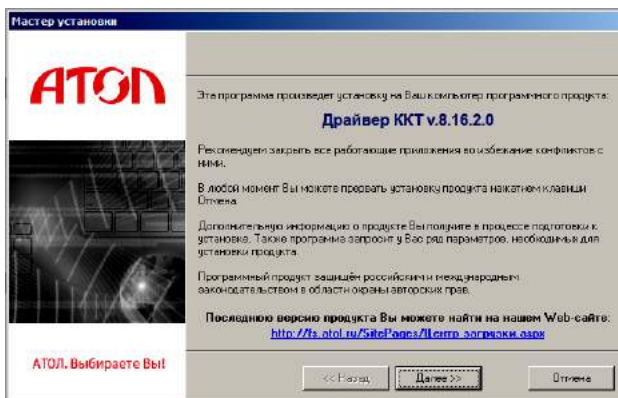 Мастер установки
АТОЛ
Эта программа произведет установку на Ваш компьютер программного продукта:
Драйвер ККТ v.8.16.2.0
Рекомендуем закрыть все работающие приложения во избежание конфликтов с
ними.
В любой момент Вы можете прервать установку продукта нажатием клавиши
Отмена.
Дополнительную информацию о продукте Вы получите в процессе подготовки к
установке. Также программа запросит у Вас ряд параметров, необходимых для
установки продукта.
Программный продукт защищён российским и международным
законодательством в области охраны авторских прав.
Последнюю версию продукта Вы можете найти на нашем Web-сайте:
http://fs.atol.ru/SitePages/Центр загрузки.aspx
АТОЛ. Выбираете Вы!
<< Назад
Далее >>
Отмена